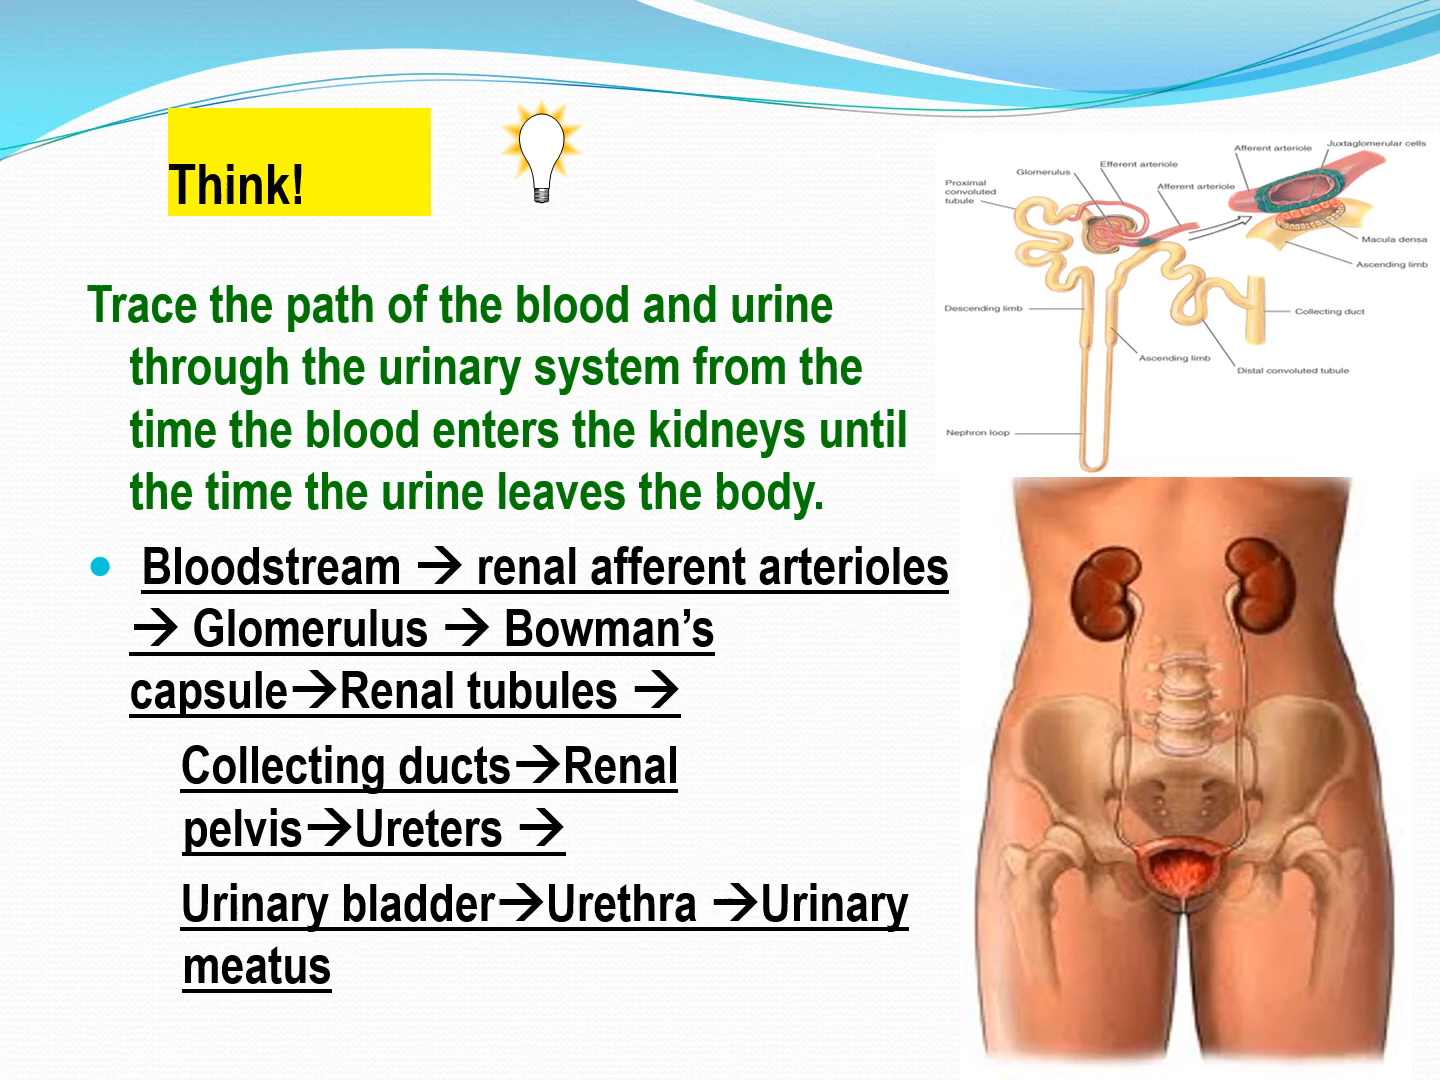 Think!
Trace the path of the blood and urine
through the urinary system from the
time the blood enters the kidneys until
the time the urine leaves the body.
• Bloodstream → renal afferent arterioles
→ Glomerulus → Bowman’s
capsule→Renal tubules →
Collecting ducts→Renal
pelvis→Ureters →
Urinary bladder→Urethra →Urinary
meatus
Afferent arteriole
Juxtaglomerular cells
Efferent arteriole
Glomerulus
Proximal
convoluted
tubule
Afferent arteriole
Macula densa
Ascending limb
Descending limb
Collecting duct
Ascending limb
Distal convoluted tubule
Nephron loop